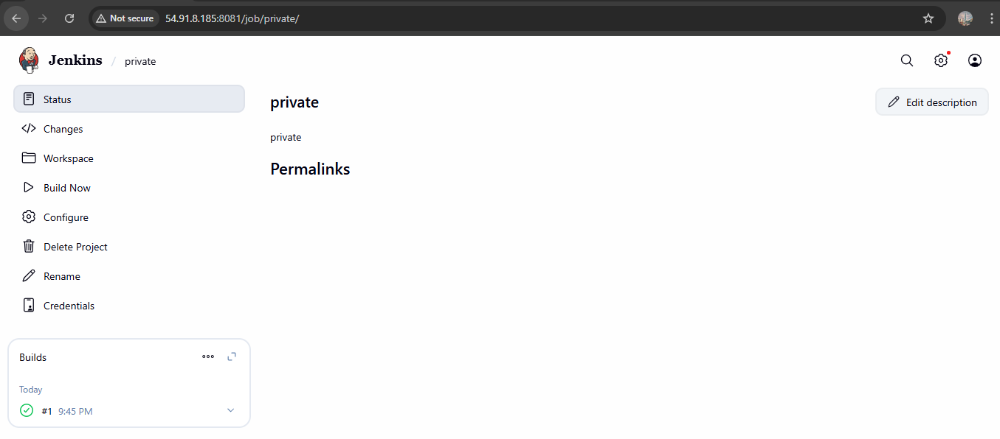 Not secure 54.91.8.185:8081/job/private/
Jenkins / private
Status
Changes
Workspace
Build Now
Configure
Delete Project
Rename
Credentials
private
Edit description
private
Permalinks
Builds
Today
#1 9:45 PM